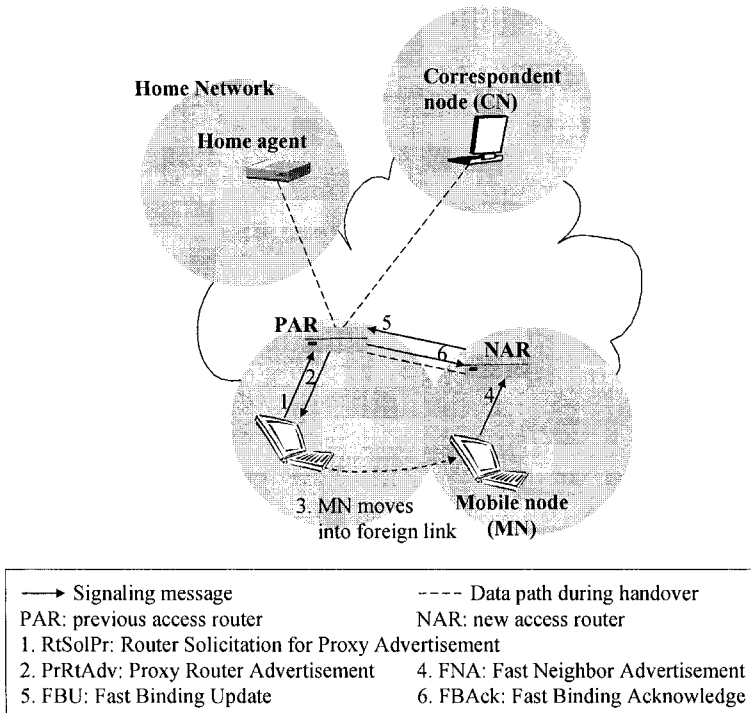 Home Network
Home agent
Correspondent
node (CN)
PAR
5
6
NAR
1
2
4
3. MN moves
into foreign link
Mobile node
(MN)
Signaling message
Data path during handover
PAR: previous access router
NAR: new access router
1. RtSolPr: Router Solicitation for Proxy Advertisement
2. PrRtAdv: Proxy Router Advertisement
4. FNA: Fast Neighbor Advertisement
5. FBU: Fast Binding Update
6. FBAck: Fast Binding Acknowledge